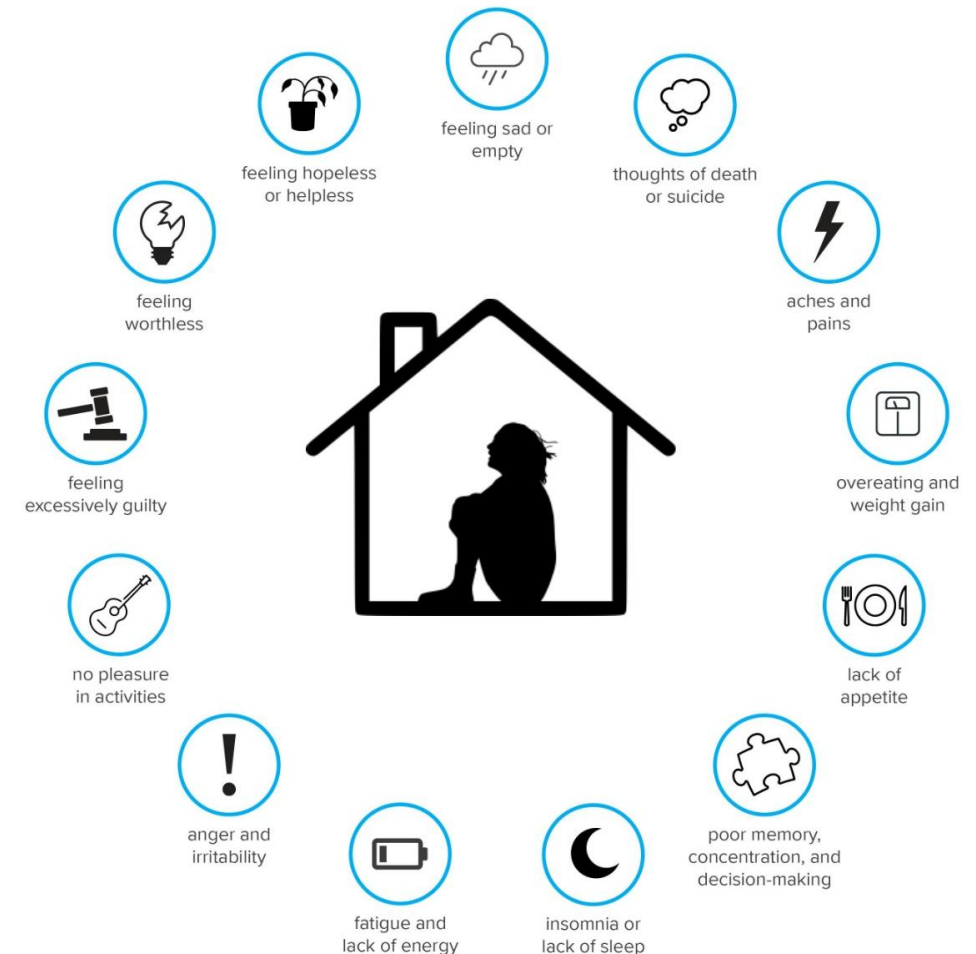 feeling sad or
empty
thoughts of death
or suicide
aches and
pains
overeating and
weight gain
lack of
appetite
poor memory,
concentration, and
decision-making
insomnia or
lack of sleep
fatigue and
lack of energy
anger and
irritability
no pleasure
in activities
feeling
excessively guilty
feeling
worthless
feeling hopeless
or helpless